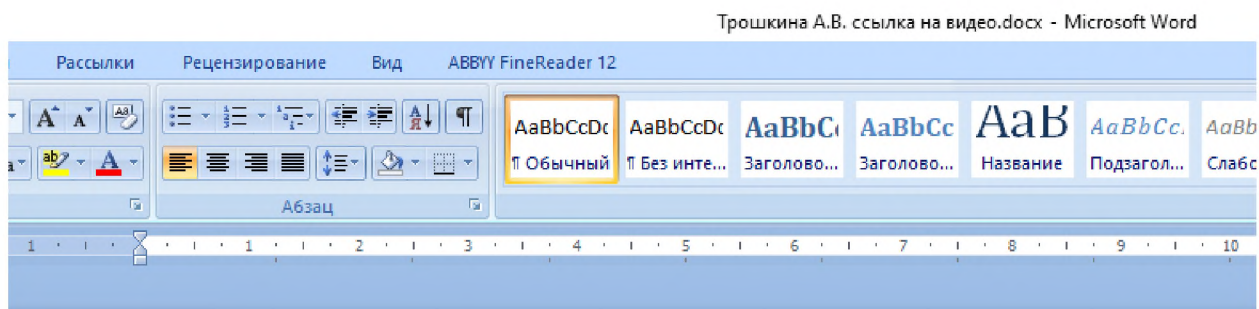 Трошкина А.В. ссылка на видео.docx - Microsoft Word
Рассылки Рецензирование Вид ABBYY FineReader 12
AaBbCcDc AaBbCcDc AaBbC AaBbCc АаВ AaBbCc. AaBb
¶ Обычный ¶ Без инте... Заголово... Заголово... Название Подзагол... Слабс
Абзац
1 1 2 3 4 5 6 7 8 9 10